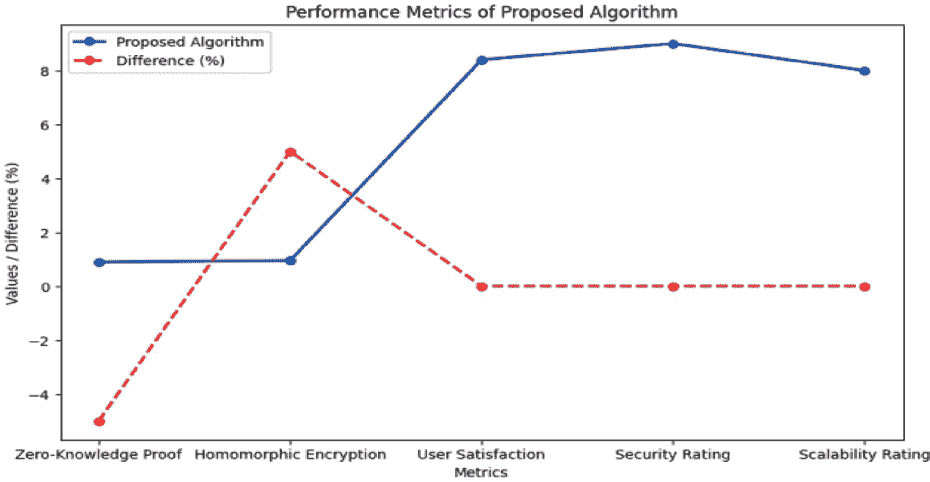 Performance Metrics of Proposed Algorithm
Proposed Algorithm
Difference (%)
8
6
4
2
0
−2
−4
Values / Difference (%)
Zero-Knowledge Proof Homomorphic Encryption User Satisfaction Security Rating Scalability Rating
Metrics